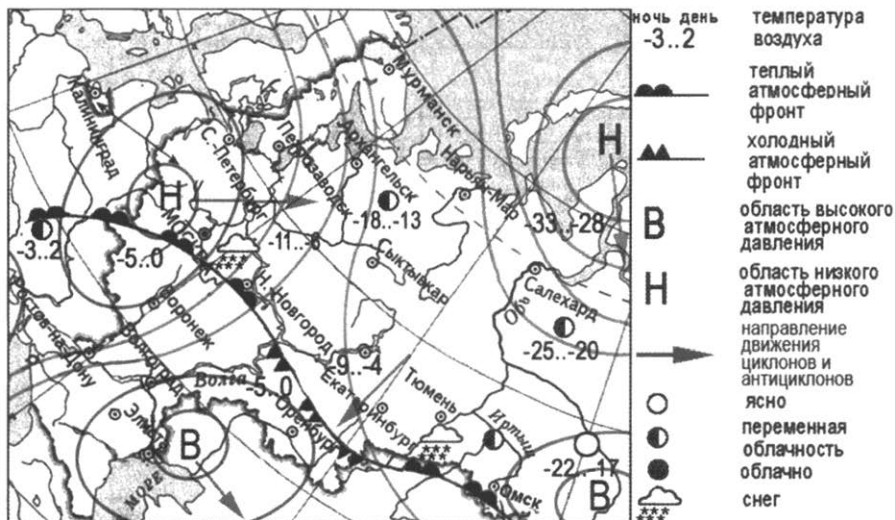 Мурманск
Калининград
С.-Петербург
Петрозаводск
Архангельск
Нарьян-Мар
Н
Н
-18..-13
-33..-28
-3..2
-5..0
-11..-6
Сыктывкар
Салехард
Обь
Воронеж
Н. Новгород
-25..-20
Ростов-на-Дону
-9..-4
Волга
-5
0
Екатеринбург
Тюмень
Оренбург
Иртыш
Элиста
В
-22..-17
МОРЕ
Омск
В
ночь день
-3..2
температура
воздуха
теплый
атмосферный
фронт
холодный
атмосферный
фронт
В
область высокого
атмосферного
давления
Н
область низкого
атмосферного
давления
направление
движения
циклонов и
антициклонов
ясно
переменная
облачность
облачно
снег